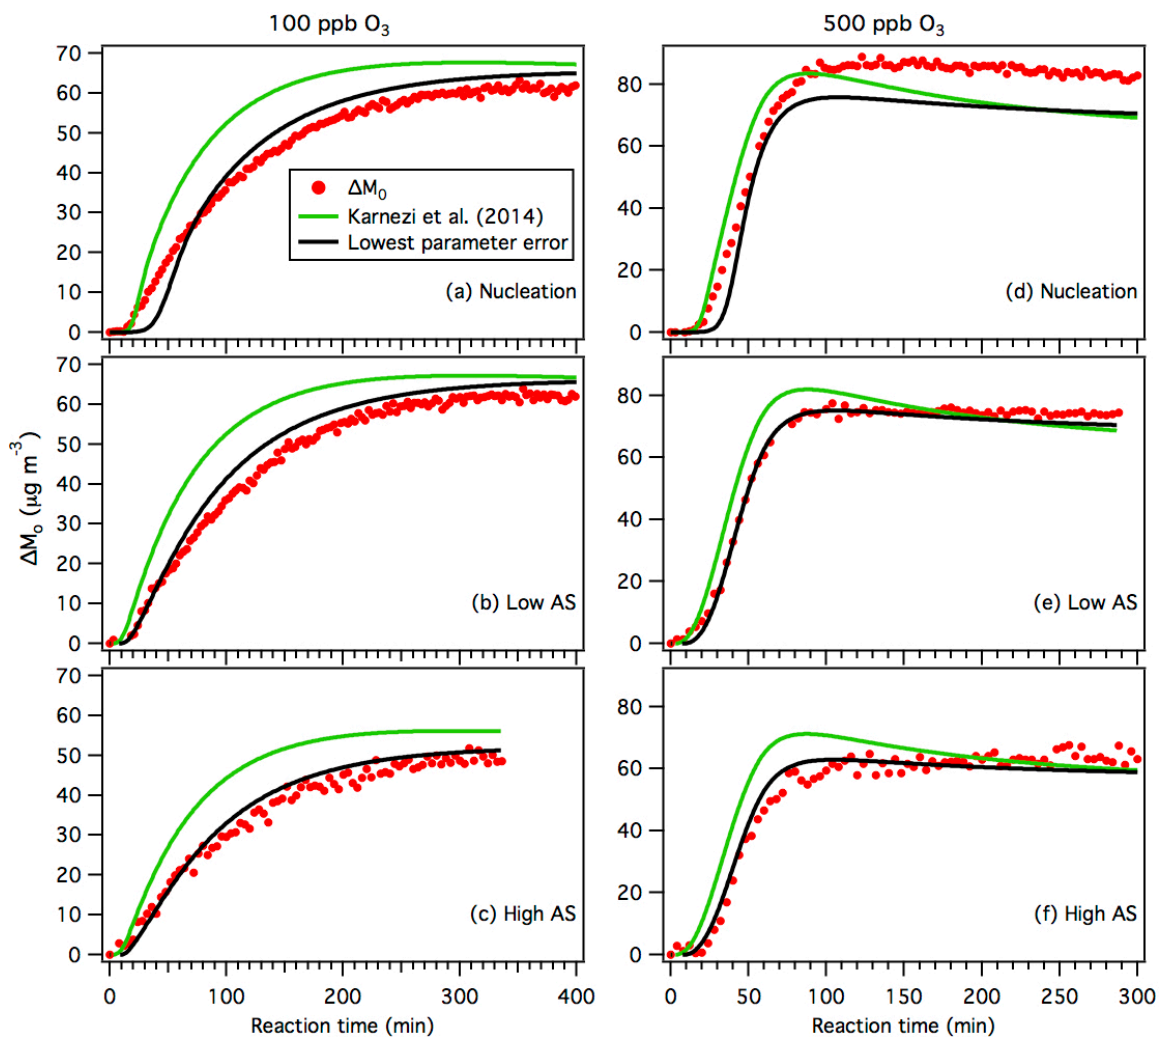 100 ppb O₃
500 ppb O₃
70
60
50
40
30
20
10
0
ΔM₀
Karnezi et al. (2014)
Lowest parameter error
(a) Nucleation
80
60
40
20
0
(d) Nucleation
ΔMₒ (µg m⁻³)
70
60
50
40
30
20
10
0
(b) Low AS
80
60
40
20
0
(e) Low AS
70
60
50
40
30
20
10
0
(c) High AS
0 100 200 300 400
Reaction time (min)
80
60
40
20
0
(f) High AS
0 50 100 150 200 250 300
Reaction time (min)